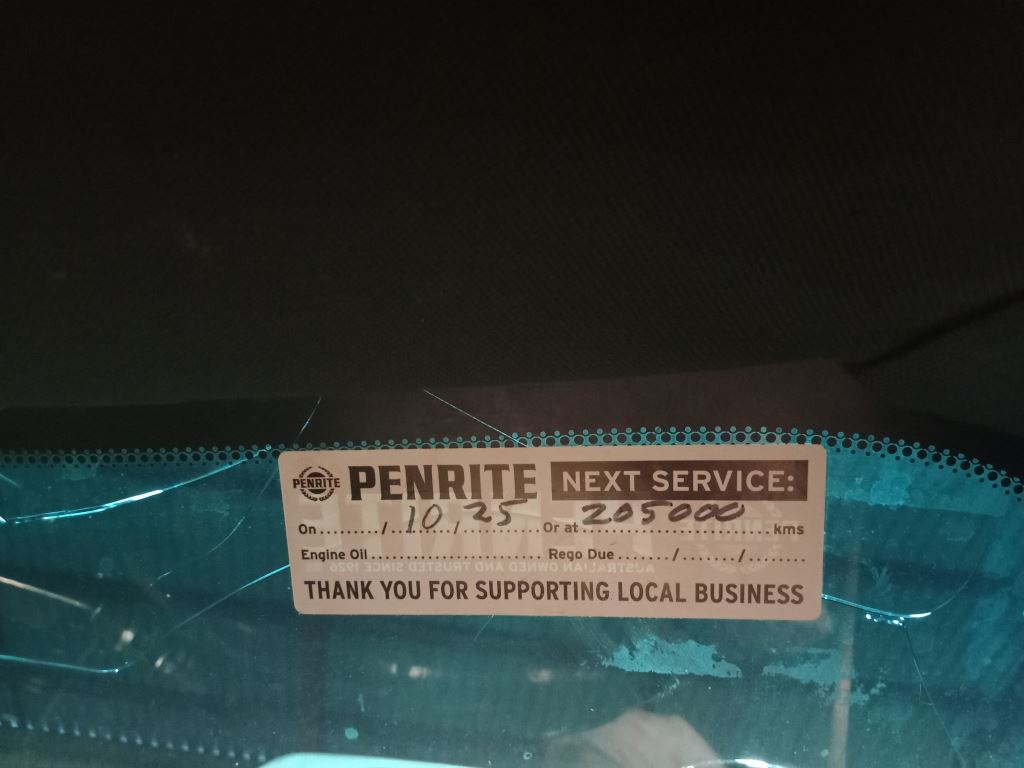 PENRITE PENRITE NEXT SERVICE:
On ........./ 10 / 25 Or at 205000 kms
Engine Oil ........................ Rego Due ......../........./.........
THANK YOU FOR SUPPORTING LOCAL BUSINESS
AUSTRALIAN OWNED AND TRUSTED SINCE 1926